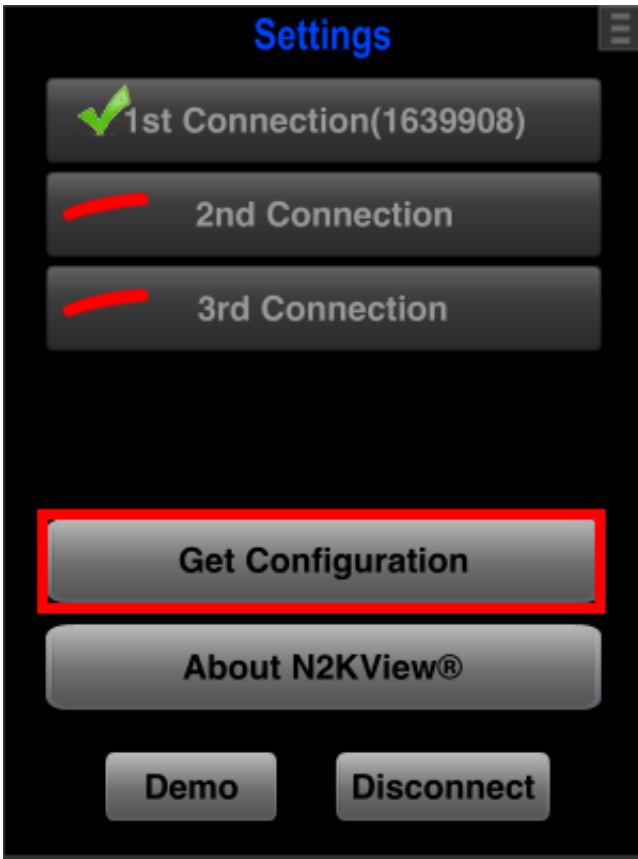 Settings
1st Connection(1639908)
2nd Connection
3rd Connection
Get Configuration
About N2KView®
Demo
Disconnect